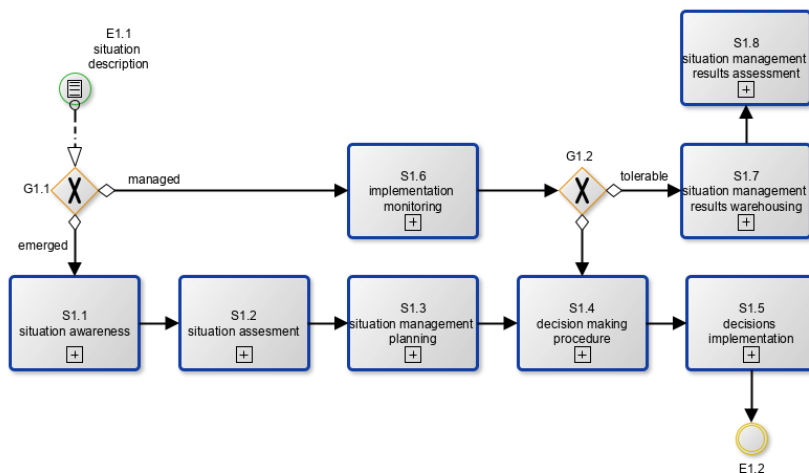 E1.1
situation
description
G1.1
managed
emerged
S1.6
implementation
monitoring
G1.2
tolerable
S1.8
situation management
results assessment
S1.7
situation management
results warehousing
S1.1
situation awareness
S1.2
situation assesment
S1.3
situation management
planning
S1.4
decision making
procedure
S1.5
decisions
implementation
E1.2